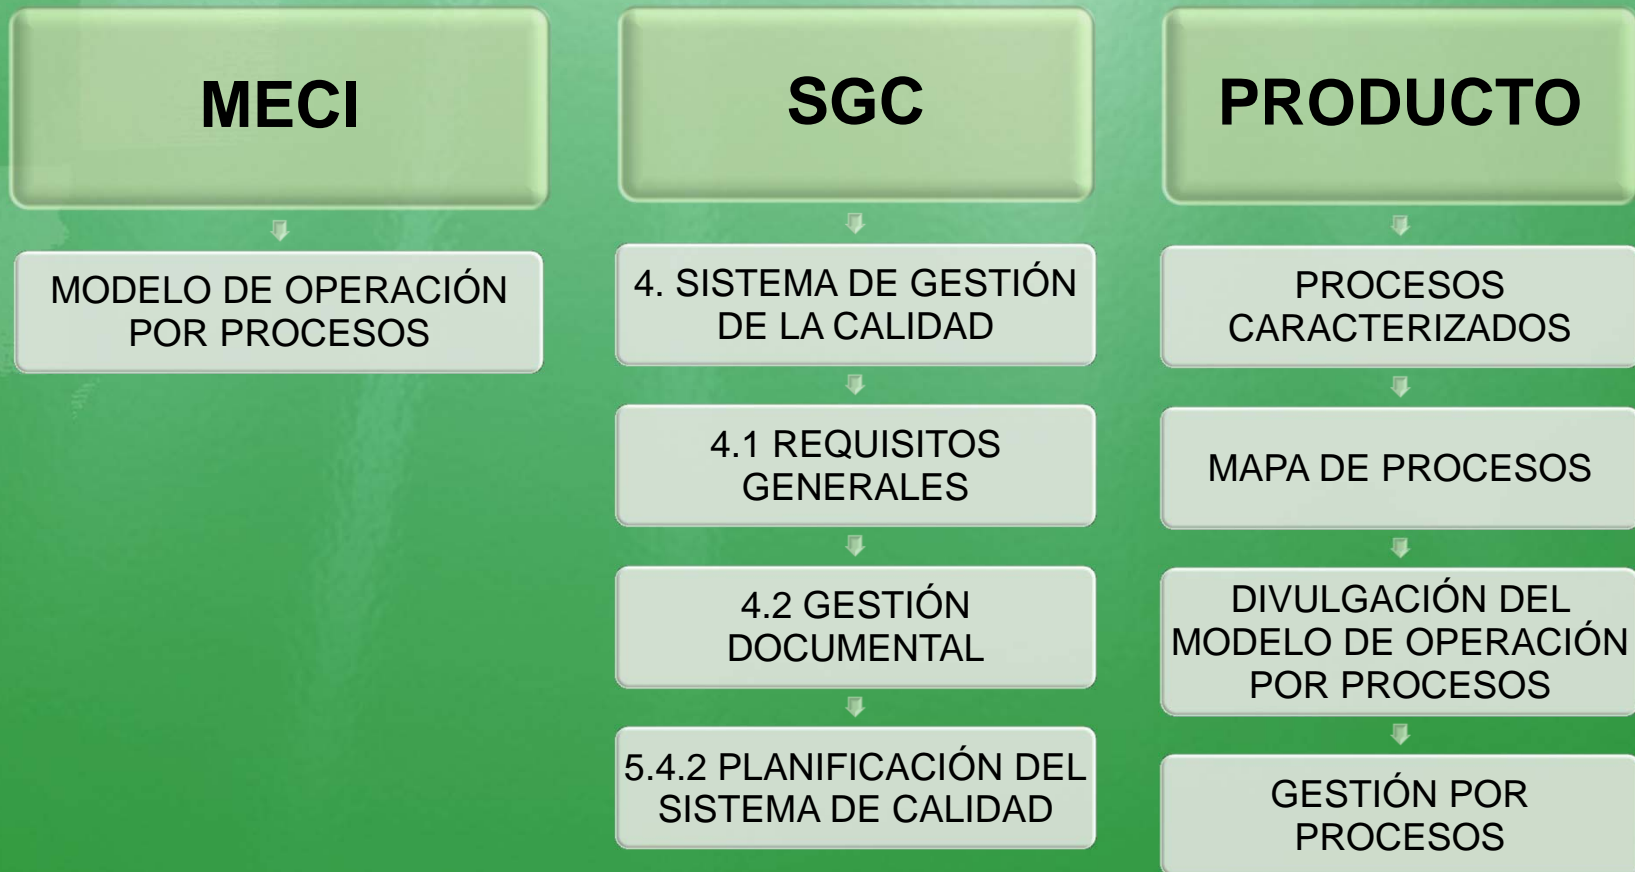 MECI
MODELO DE OPERACIÓN
POR PROCESOS
SGC
4. SISTEMA DE GESTIÓN
DE LA CALIDAD
4.1 REQUISITOS
GENERALES
4.2 GESTIÓN
DOCUMENTAL
5.4.2 PLANIFICACIÓN DEL
SISTEMA DE CALIDAD
PRODUCTO
PROCESOS
CARACTERIZADOS
MAPA DE PROCESOS
DIVULGACIÓN DEL
MODELO DE OPERACIÓN
POR PROCESOS
GESTIÓN POR
PROCESOS